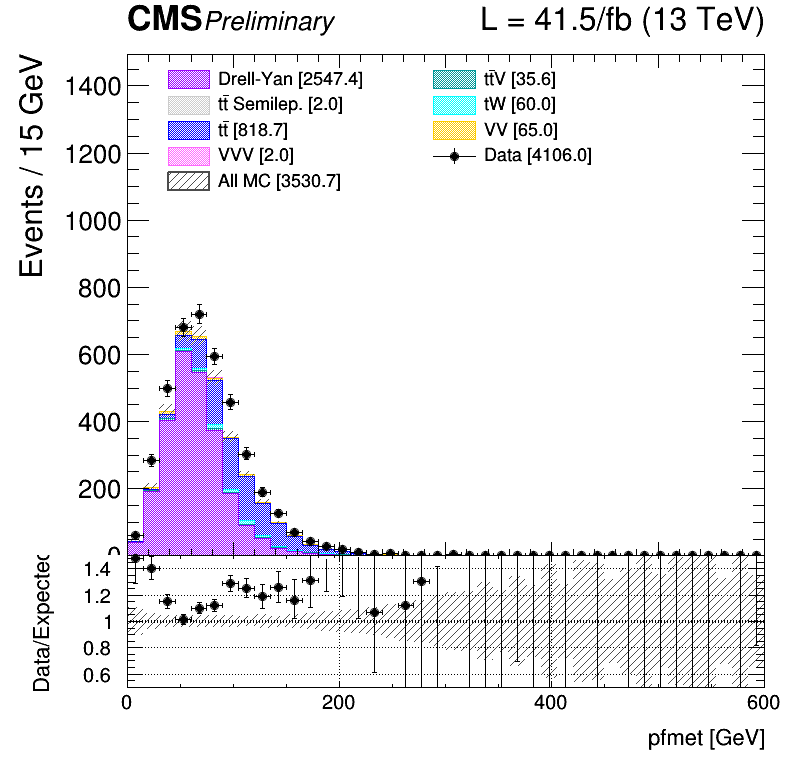 CMS Preliminary L = 41.5/fb (13 TeV)
Events / 15 GeV
1400
1200
1000
800
600
400
200
0
Drell-Yan [2547.4]
tt̄ Semilep. [2.0]
tt̄ [818.7]
VVV [2.0]
All MC [3530.7]
tt̄V [35.6]
tW [60.0]
VV [65.0]
Data [4106.0]
Data/Expected
1.4
1.2
1
0.8
0.6
0 200 400 600
pfmet [GeV]